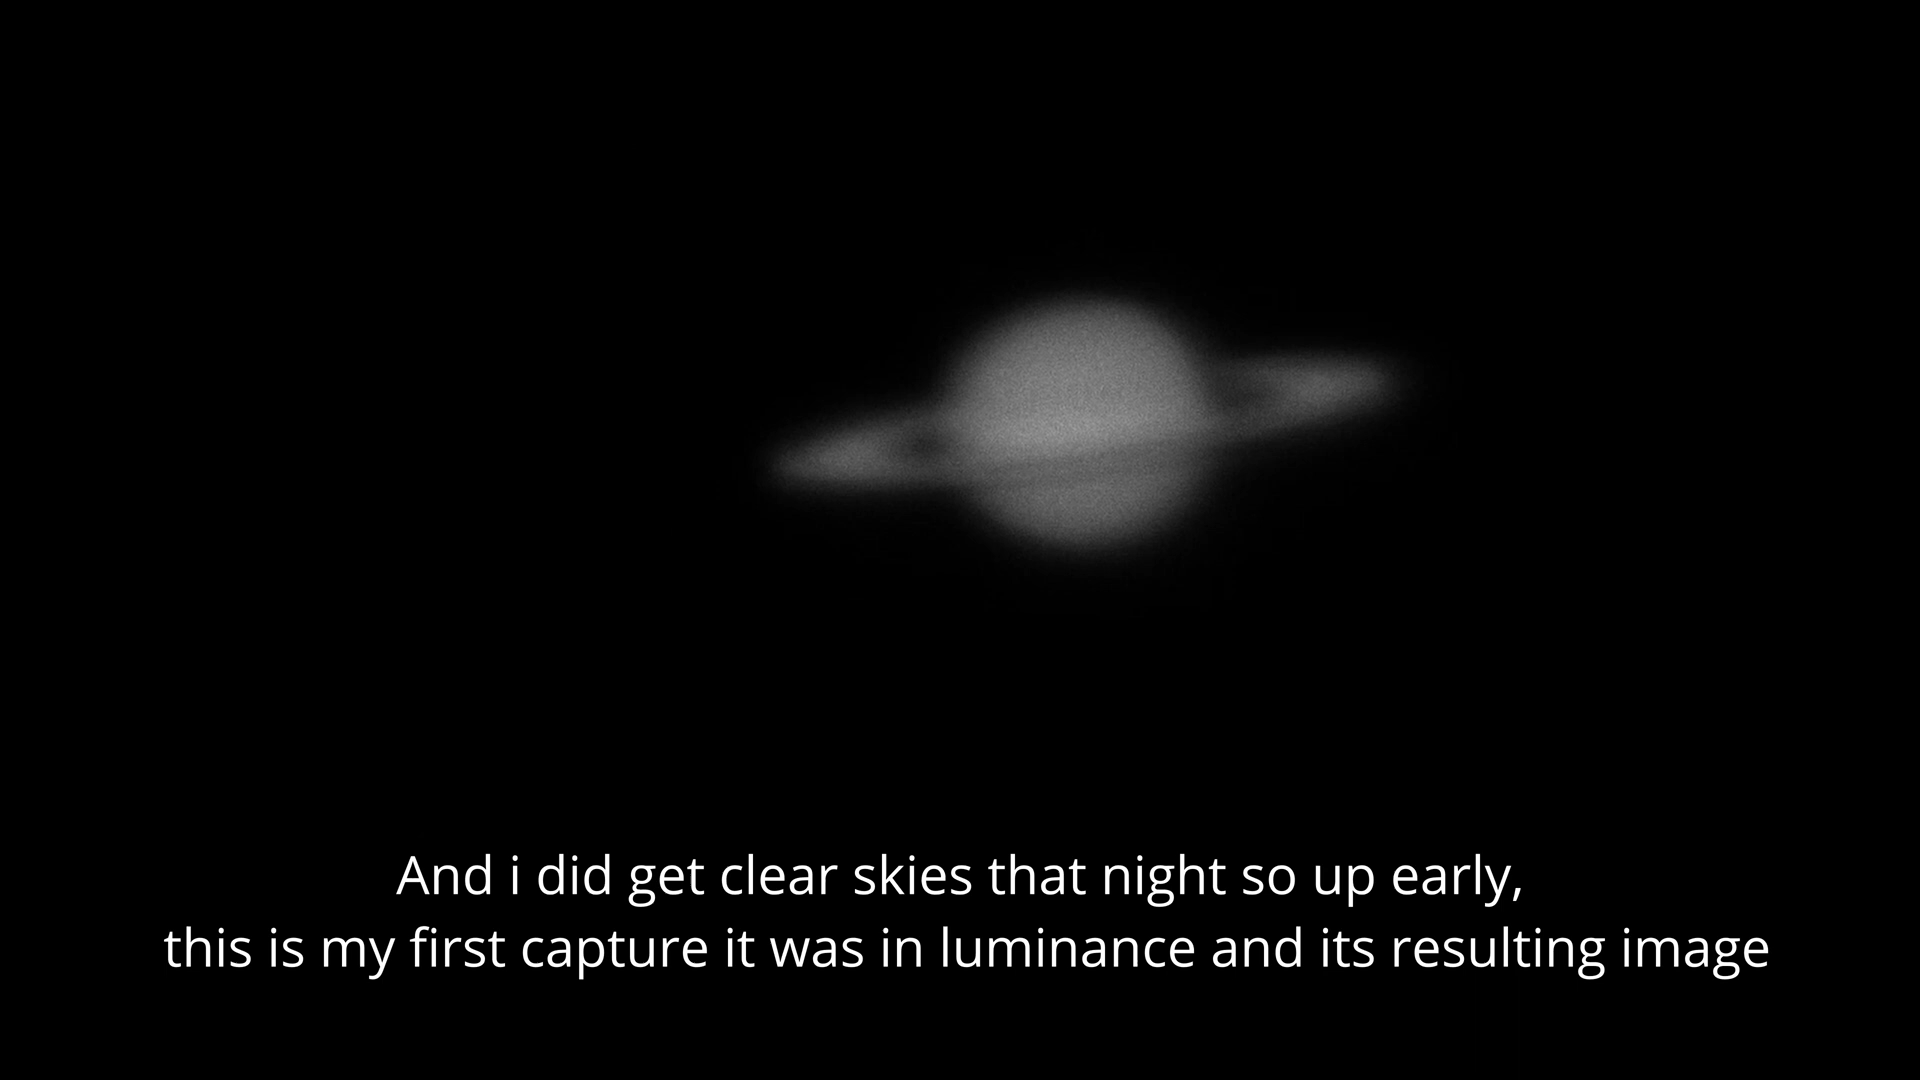 And i did get clear skies that night so up early,
this is my first capture it was in luminance and its resulting image